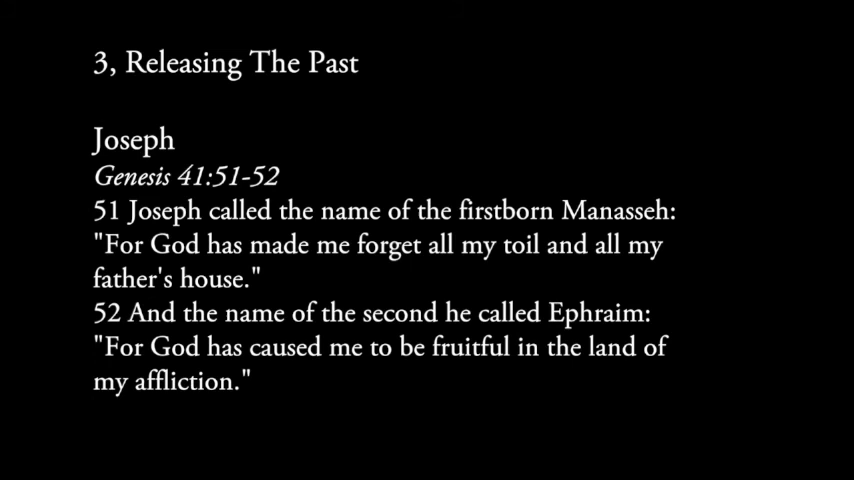 3, Releasing The Past
Joseph
Genesis 41:51-52
51 Joseph called the name of the firstborn Manasseh:
"For God has made me forget all my toil and all my
father's house."
52 And the name of the second he called Ephraim:
"For God has caused me to be fruitful in the land of
my affliction."